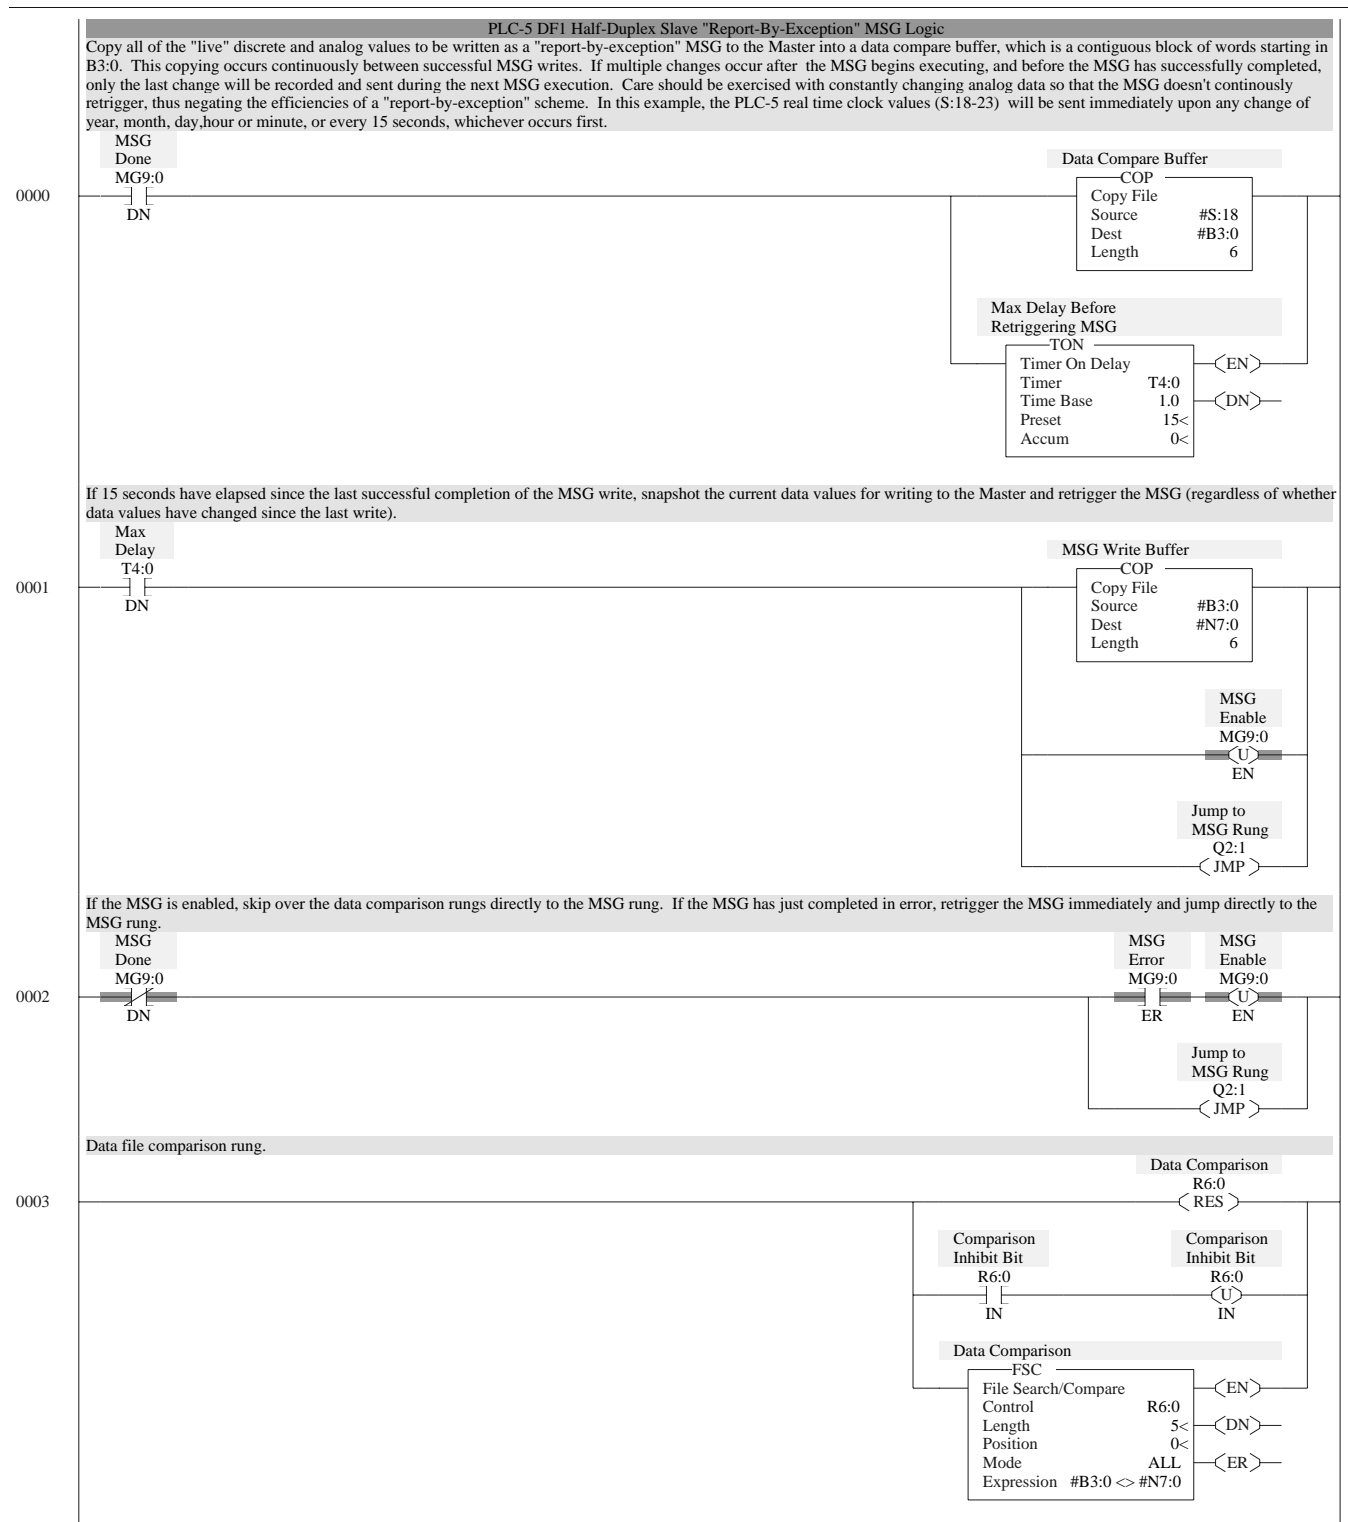 PLC-5 DF1 Half-Duplex Slave "Report-By-Exception" MSG Logic
Copy all of the "live" discrete and analog values to be written as a "report-by-exception" MSG to the Master into a data compare buffer, which is a contiguous block of words starting in
B3:0.  This copying occurs continuously between successful MSG writes.  If multiple changes occur after  the MSG begins executing, and before the MSG has successfully completed,
only the last change will be recorded and sent during the next MSG execution.  Care should be exercised with constantly changing analog data so that the MSG doesn't continously
retrigger, thus negating the efficiencies of a "report-by-exception" scheme.  In this example, the PLC-5 real time clock values (S:18-23)  will be sent immediately upon any change of
year, month, day,hour or minute, or every 15 seconds, whichever occurs first.
MSG
Done
MG9:0
DN
0000
Data Compare Buffer
COP
Copy File
Source #S:18
Dest #B3:0
Length 6
Max Delay Before
Retriggering MSG
TON
Timer On Delay
Timer T4:0
Time Base 1.0
Preset 15<
Accum 0<
EN
DN
If 15 seconds have elapsed since the last successful completion of the MSG write, snapshot the current data values for writing to the Master and retrigger the MSG (regardless of whether
data values have changed since the last write).
Max
Delay
T4:0
DN
0001
MSG Write Buffer
COP
Copy File
Source #B3:0
Dest #N7:0
Length 6
MSG
Enable
MG9:0
U
EN
Jump to
MSG Rung
Q2:1
JMP
If the MSG is enabled, skip over the data comparison rungs directly to the MSG rung.  If the MSG has just completed in error, retrigger the MSG immediately and jump directly to the
MSG rung.
MSG
Done
MG9:0
DN
0002
MSG
Error
MG9:0
ER
MSG
Enable
MG9:0
U
EN
Jump to
MSG Rung
Q2:1
JMP
Data file comparison rung.
0003
Data Comparison
R6:0
RES
Comparison
Inhibit Bit
R6:0
IN
Comparison
Inhibit Bit
R6:0
U
IN
Data Comparison
FSC
File Search/Compare
Control R6:0
Length 5<
Position 0<
Mode ALL
Expression #B3:0 <> #N7:0
EN
DN
ER